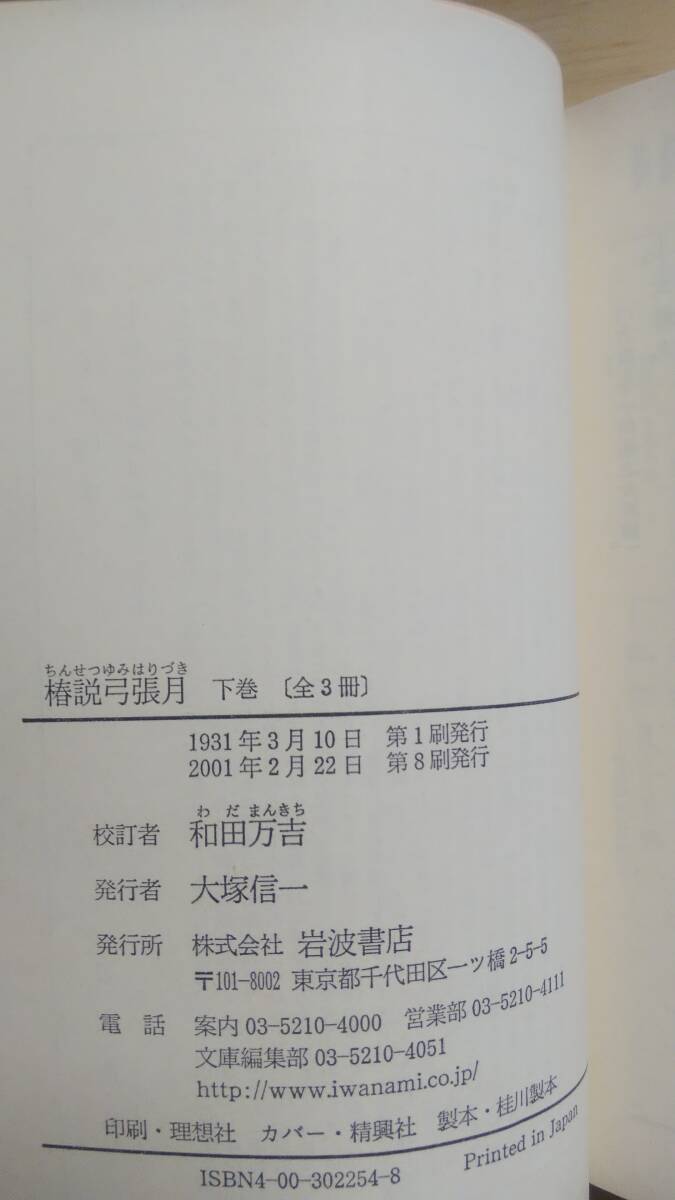 ちんせつゆみはりづき
椿説弓張月 下巻 〔全3冊〕
1931年3月10日 第1刷発行
2001年2月22日 第8刷発行
わだまんきち
校訂者 和田万吉
発行者 大塚信一
発行所 株式会社 岩波書店
〒101-8002 東京都千代田区一ツ橋2-5-5
電話 案内03-5210-4000 営業部03-5210-4111
文庫編集部03-5210-4051
http://www.iwanami.co.jp/
印刷・理想社 カバー・精興社 製本・桂川製本
ISBN4-00-302254-8 Printed in Japan